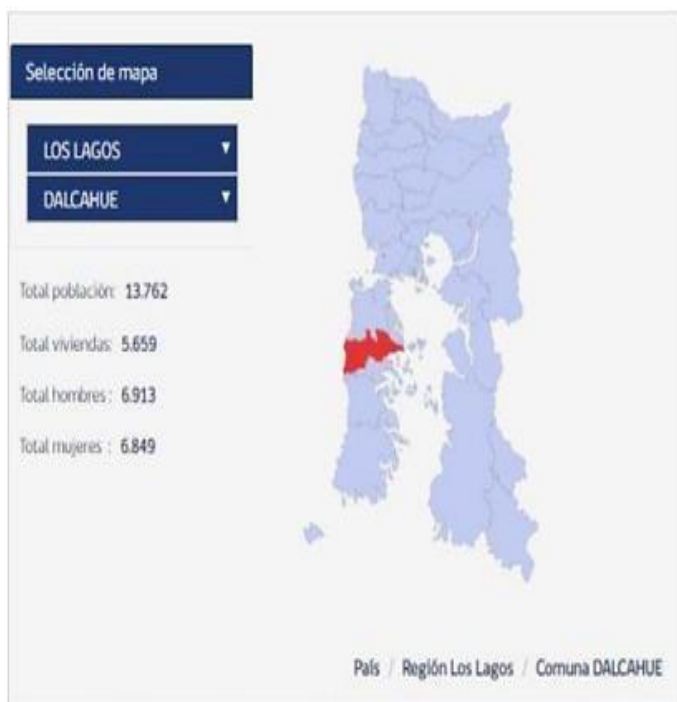 Selección de mapa
LOS LAGOS
DALCAHUE
Total población: 13.762
Total viviendas: 5.659
Total hombres : 6.913
Total mujeres : 6.849
País / Región Los Lagos / Comuna DALCAHUE